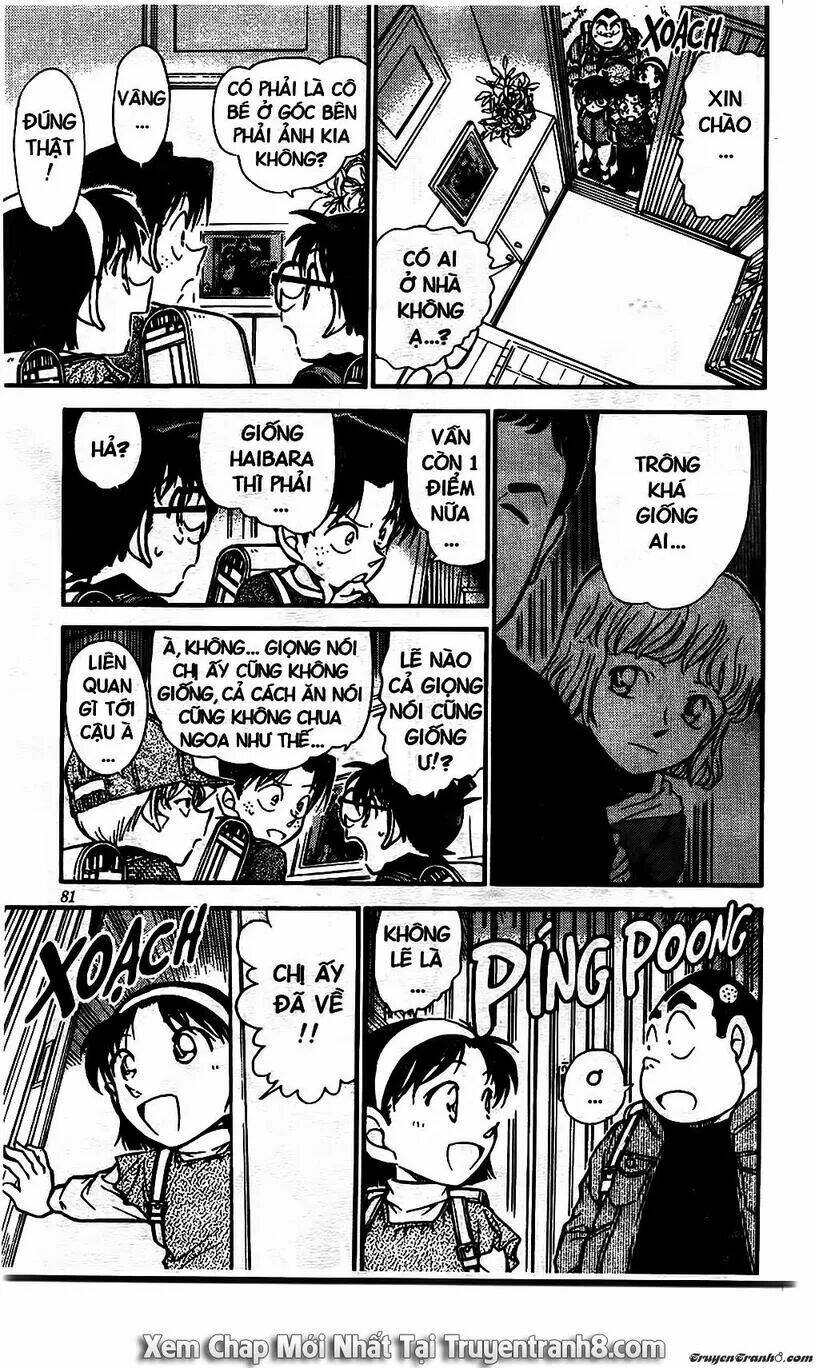 XOẠCH
XIN
CHÀO
...
CÓ AI
Ở NHÀ
KHÔNG
Ạ...?
CÓ PHẢI LÀ CÔ
BÉ Ở GÓC BÊN
PHẢI ẢNH KIA
KHÔNG?
VÂNG
...
ĐÚNG
THẬT
!
TRÔNG
KHÁ
GIỐNG
AI...
VẪN
CÒN 1
ĐIỂM
NỮA
...
GIỐNG
HAIBARA
THÌ PHẢI
...
HẢ?
LẼ NÀO
CẢ GIỌNG
NÓI CŨNG
GIỐNG
Ư!?
À, KHÔNG... GIỌNG NÓI
CHỊ ẤY CŨNG KHÔNG
GIỐNG, CẢ CÁCH ĂN NÓI
CŨNG KHÔNG CHUA
NGOA NHƯ THẾ...
LIÊN
QUAN
GÌ TỚI
CẬU À
...
81
PÍNG POONG
Ơ
...
KHÔNG
LẼ LÀ
...
CHỊ ẤY
ĐÃ VỀ
!!
XOẠCH
Xem Chap Mới Nhất Tại Truyentranh8.com
TruyenTranh8.com